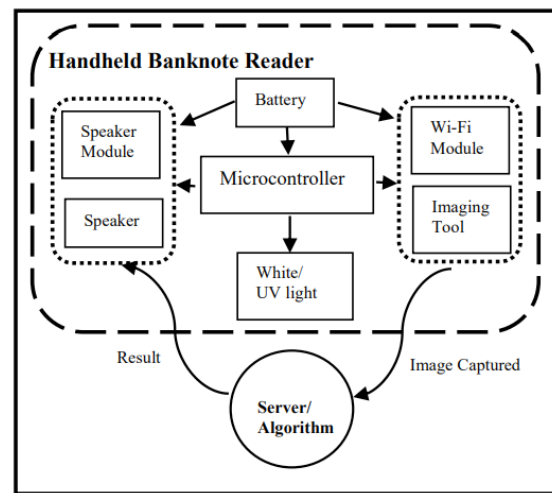 Handheld Banknote Reader
Battery
Speaker
Module
Wi-Fi
Module
Microcontroller
Speaker
Imaging
Tool
White/
UV light
Result
Image Captured
Server/
Algorithm